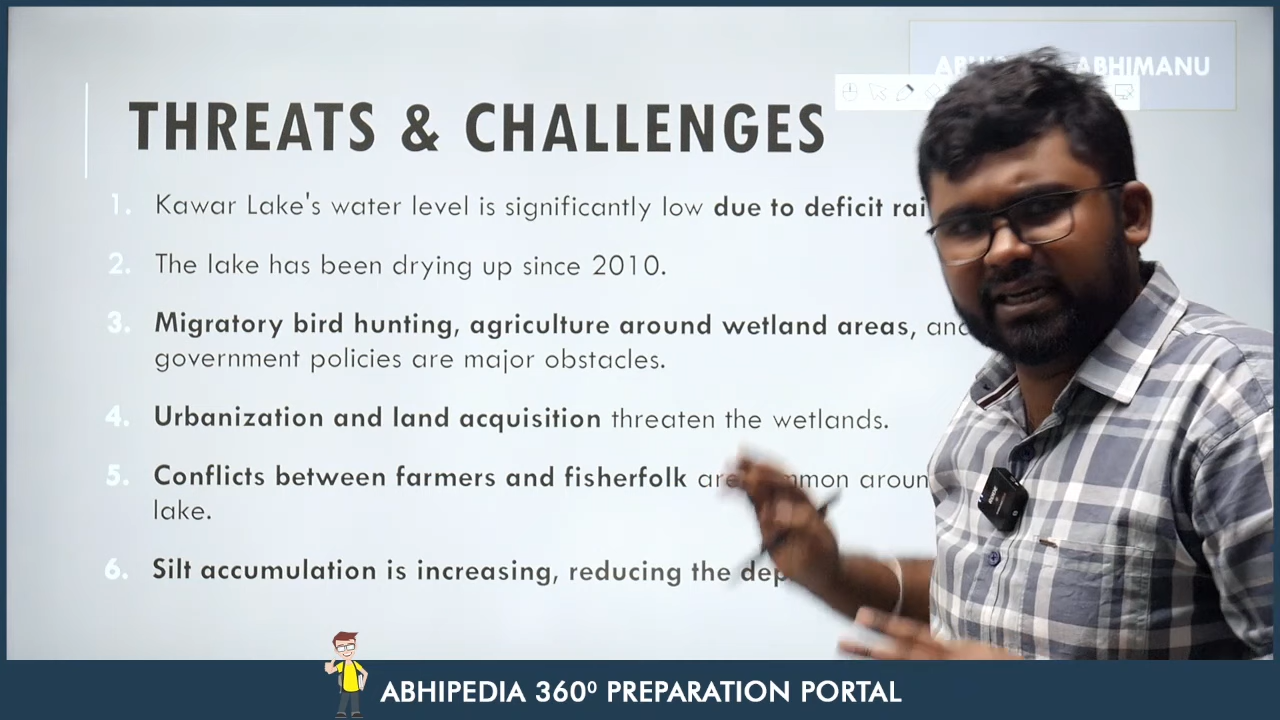 ABHIMANU
THREATS & CHALLENGES
1. Kawar Lake's water level is significantly low due to deficit
2. The lake has been drying up since 2010.
3. Migratory bird hunting, agriculture around wetland areas,
government policies are major obstacles.
4. Urbanization and land acquisition threaten the wetlands.
5. Conflicts between farmers and fisherfolk
lake.
6. Silt accumulation is increasing, reducing the
ABHIPEDIA 360⁰ PREPARATION PORTAL